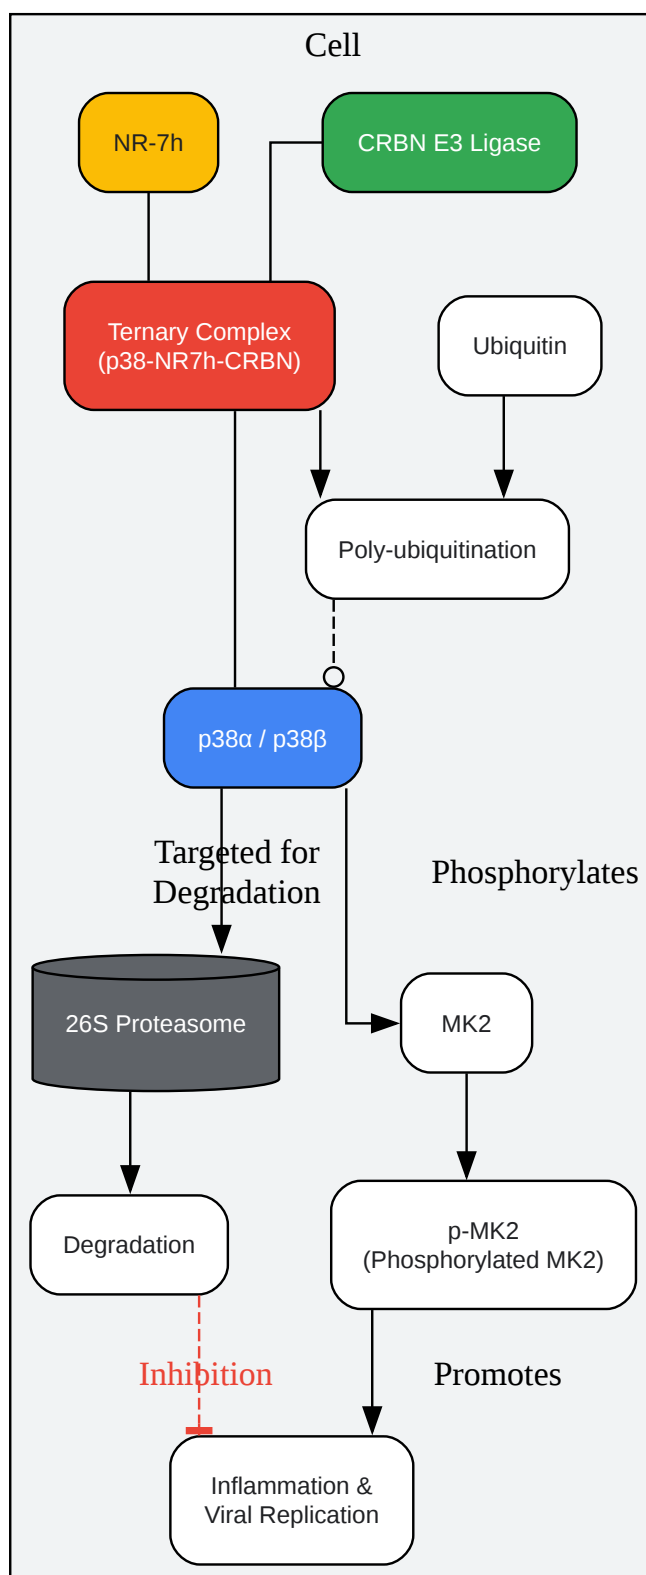 Cell
NR-7h
CRBN E3 Ligase
Ternary Complex
(p38-NR7h-CRBN)
Ubiquitin
Poly-ubiquitination
p38α / p38β
Targeted for
Degradation
Phosphorylates
26S Proteasome
MK2
Degradation
p-MK2
(Phosphorylated MK2)
Inhibition
Promotes
Inflammation &
Viral Replication